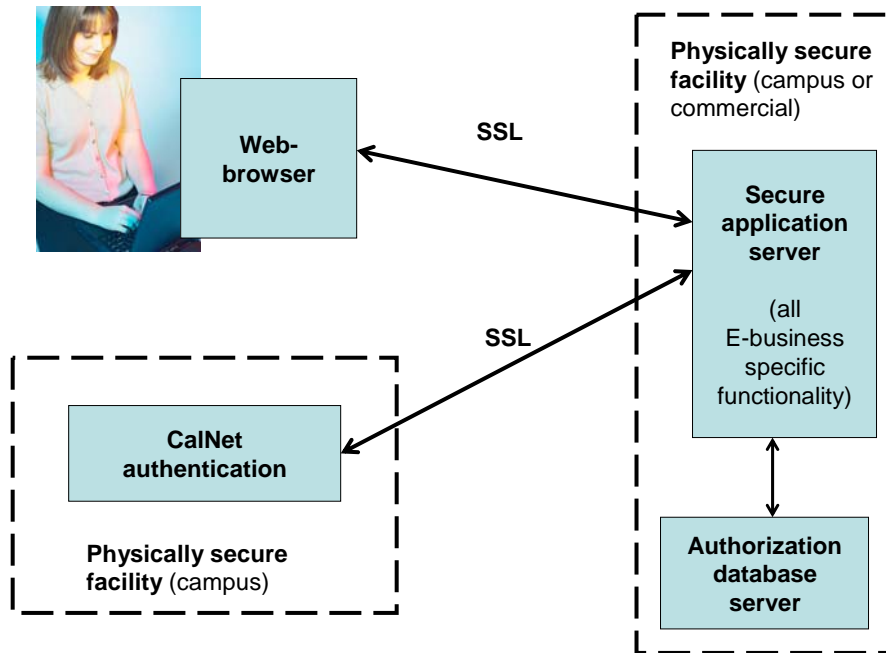 Physically secure
facility (campus or
commercial)
Web-
browser
SSL
Secure
application
server
(all
E-business
specific
functionality)
SSL
CalNet
authentication
Physically secure
facility (campus)
Authorization
database
server